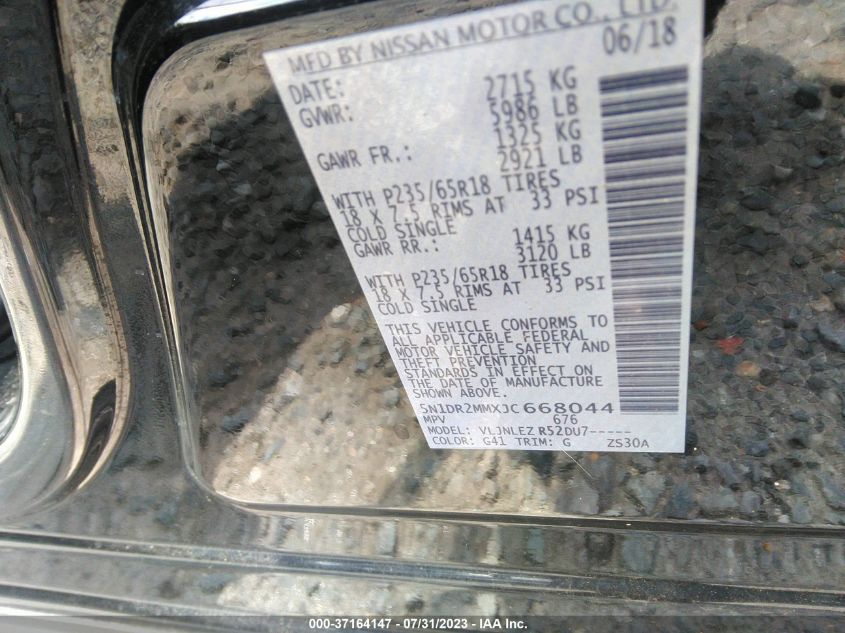 MFD BY NISSAN MOTOR CO., LTD.
DATE: 06/18
GVWR: 2715 KG
5986 LB
GAWR FR.: 1325 KG
2921 LB
WITH P235/65R18 TIRES
18 X 7.5 RIMS AT 33 PSI
COLD SINGLE
GAWR RR.: 1415 KG
3120 LB
WITH P235/65R18 TIRES
18 X 7.5 RIMS AT 33 PSI
COLD SINGLE
THIS VEHICLE CONFORMS TO
ALL APPLICABLE FEDERAL
MOTOR VEHICLE SAFETY AND
THEFT PREVENTION
STANDARDS IN EFFECT ON
THE DATE OF MANUFACTURE
SHOWN ABOVE.
5N1DR2MMXJC668044
MPV 676
MODEL: VLJNLEZ R52DU7-----
COLOR: G41 TRIM: G ZS30A
000-37164147 - 07/31/2023 - IAA Inc.